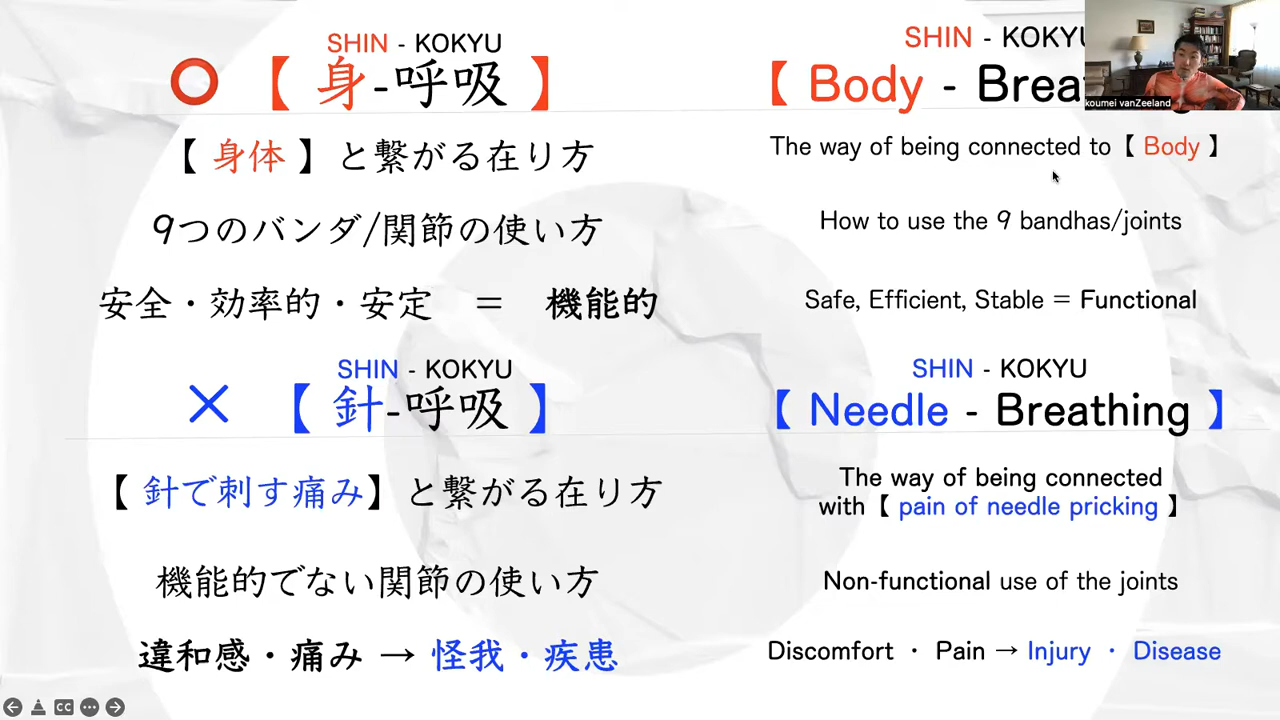 SHIN - KOKYU
【 身-呼吸 】
【 身体 】と繋がる在り方
9つのバンダ/関節の使い方
安全・効率的・安定 = 機能的
SHIN - KOKYU
× 【 針-呼吸 】
【 針で刺す痛み】と繋がる在り方
機能的でない関節の使い方
違和感・痛み → 怪我・疾患
SHIN - KOKYU
【 Body - Brea
koumei vanZeeland
The way of being connected to【 Body 】
How to use the 9 bandhas/joints
Safe, Efficient, Stable = Functional
SHIN - KOKYU
【 Needle - Breathing 】
The way of being connected
with【 pain of needle pricking 】
Non-functional use of the joints
Discomfort ・ Pain → Injury ・ Disease
CC